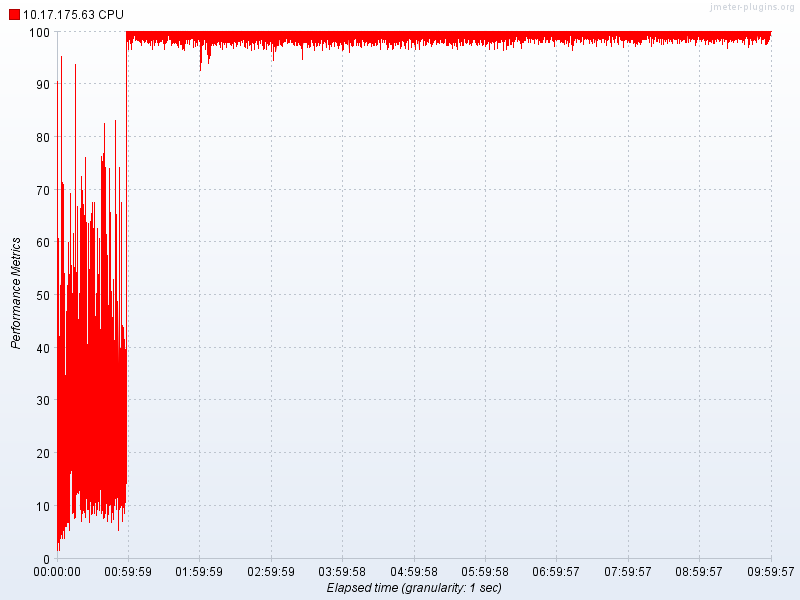 jmeter-plugins.org
10.17.175.63 CPU
100
90
80
70
60
50
40
30
20
10
0
Performance Metrics
00:00:00 00:59:59 01:59:59 02:59:59 03:59:58 04:59:58 05:59:58 06:59:57 07:59:57 08:59:57 09:59:57
Elapsed time (granularity: 1 sec)